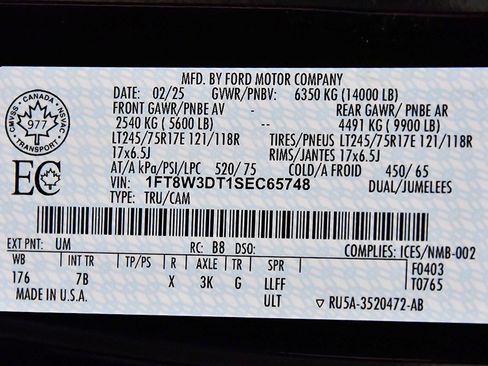 MFD. BY FORD MOTOR COMPANY
DATE: 02/25 GVWR/PNBV: 6350 KG (14000 LB)
FRONT GAWR/PNBE AV - REAR GAWR/ PNBE AR -
2540 KG ( 5600 LB) 4491 KG ( 9900 LB)
LT245/75R17E 121/118R TIRES/PNEUS LT245/75R17E 121/118R
17x6.5J RIMS/JANTES 17x6.5J
AT/A kPa/PSI/LPC 520/ 75 COLD/A FROID 450/ 65
VIN: 1FT8W3DT1SEC65748 DUAL/JUMELEES
TYPE: TRU/CAM
CMVSS CANADA NSVAC
977
TRANSPORT
EC
EXT PNT: UM RC: B8 DSO: COMPLIES: ICES/NMB-002
WB INT TR TP/PS R AXLE TR SPR F0403
176 7B X 3K G LLFF T0765
MADE IN U.S.A. ULT ▽ RU5A-3520472-AB